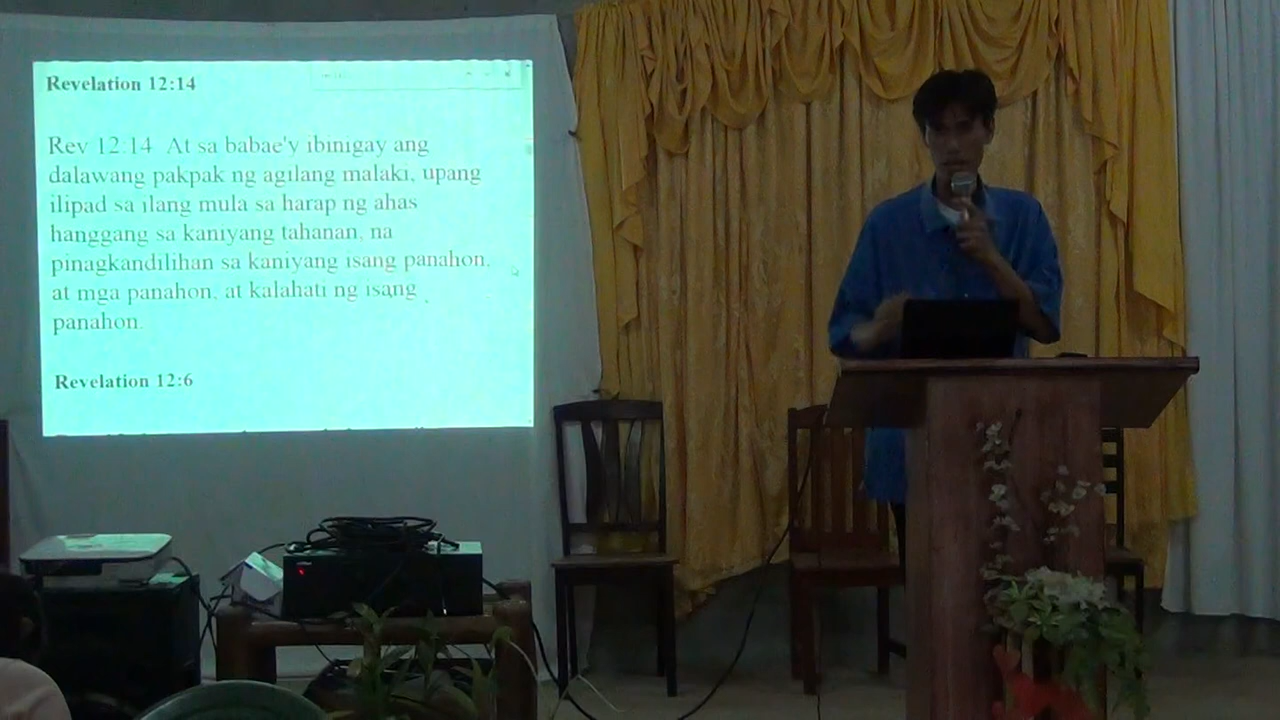 Revelation 12:14
Rev 12:14 At sa babae'y ibinigay ang
dalawang pakpak ng agilang malaki, upang
ilipad sa ilang mula sa harap ng ahas
hanggang sa kaniyang tahanan, na
pinagkandilihan sa kaniyang isang panahon,
at mga panahon, at kalahati ng isang
panahon.
Revelation 12:6